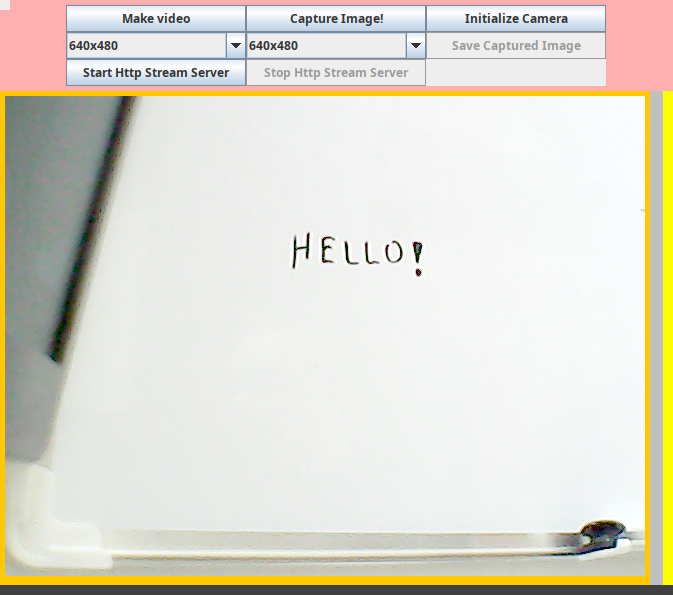 Make video Capture Image! Initialize Camera
640x480 640x480 Save Captured Image
Start Http Stream Server Stop Http Stream Server
HELLO!